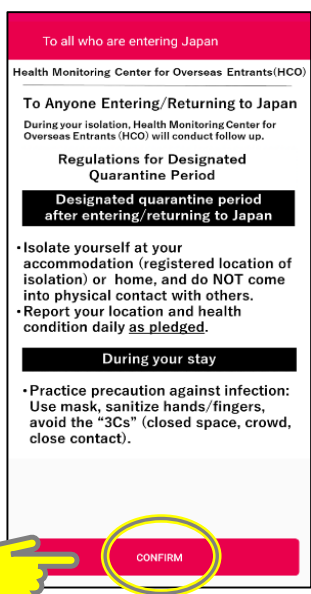 To all who are entering Japan
Health Monitoring Center for Overseas Entrants(HCO)
To Anyone Entering/Returning to Japan
During your isolation, Health Monitoring Center for
Overseas Entrants (HCO) will conduct follow up.
Regulations for Designated
Quarantine Period
Designated quarantine period
after entering/returning to Japan
・Isolate yourself at your
accommodation (registered location of
isolation) or home, and do NOT come
into physical contact with others.
・Report your location and health
condition daily as pledged.
During your stay
・Practice precaution against infection:
Use mask, sanitize hands/fingers,
avoid the “3Cs” (closed space, crowd,
close contact).
CONFIRM